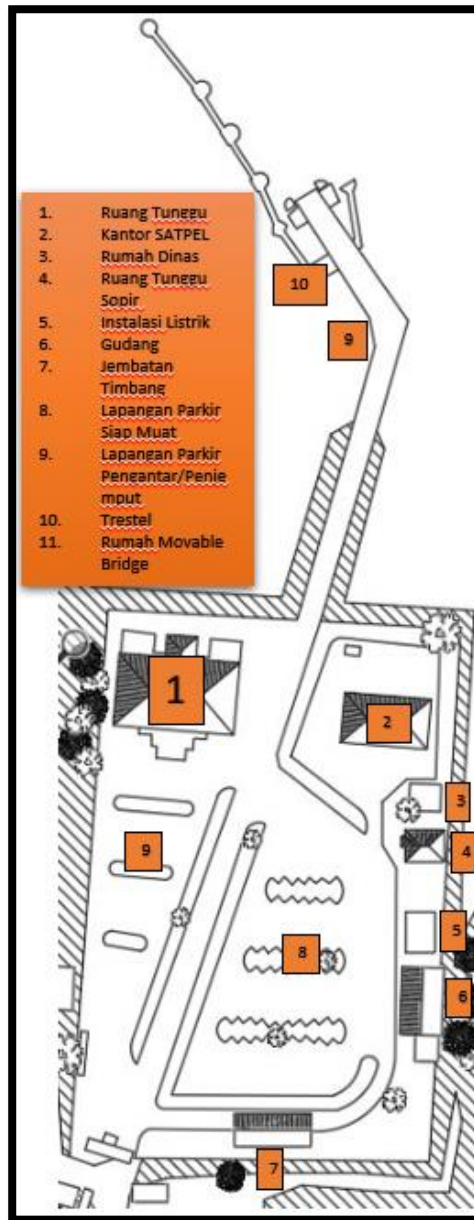 1. Ruang Tunggu
2. Kantor SATPEL
3. Rumah Dinas
4. Ruang Tunggu
Sopir
5. Instalasi Listrik
6. Gudang
7. Jembatan
Timbang
8. Lapangan Parkir
Siap Muat
9. Lapangan Parkir
Pengantar/Penje
mput
10. Trestel
11. Rumah Movable
Bridge
10
9
1
2
3
4
9
5
8
6
7